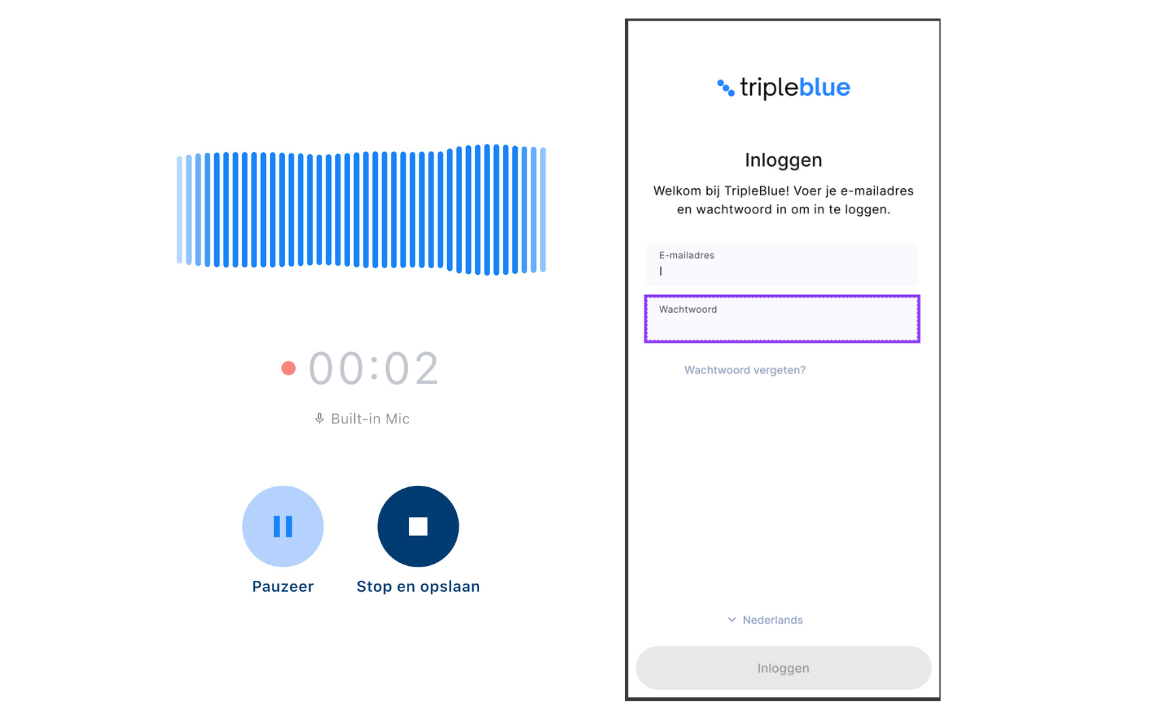 00:02
Built-in Mic
Pauzeer
Stop en opslaan
tripleblue
Inloggen
Welkom bij TripleBlue! Voer je e-mailadres
en wachtwoord in om in te loggen.
E-mailadres
Wachtwoord
Wachtwoord vergeten?
Nederlands
Inloggen